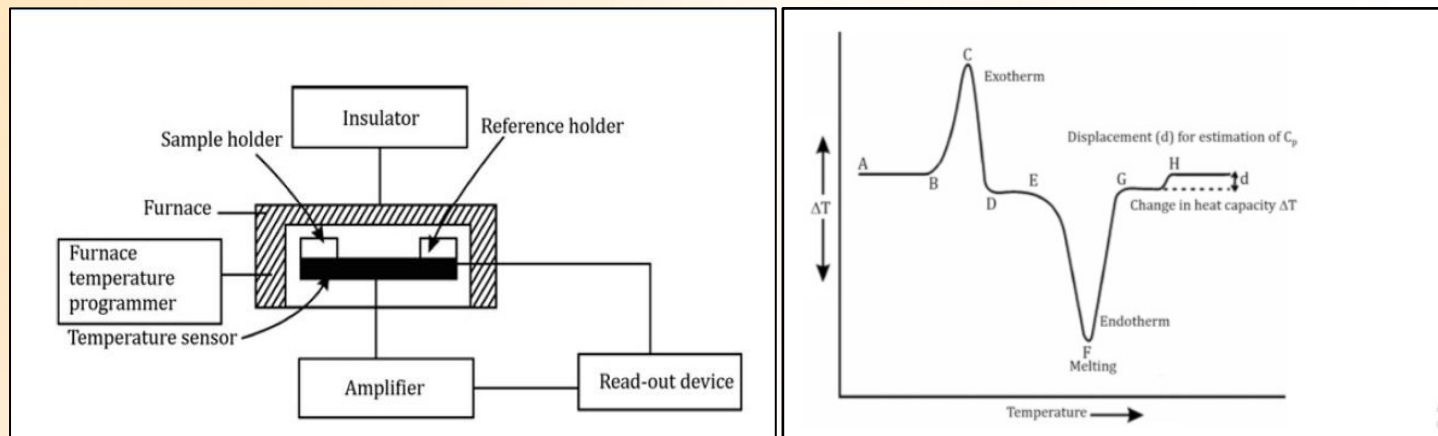 Insulator
Sample holder
Reference holder
Furnace
Furnace
temperature
programmer
Temperature sensor
Amplifier
Read-out device
C
Exotherm
Displacement (d) for estimation of Cₚ
A
H
B
G
d
E
D
Change in heat capacity ΔT
ΔT
Endotherm
F
Melting
Temperature